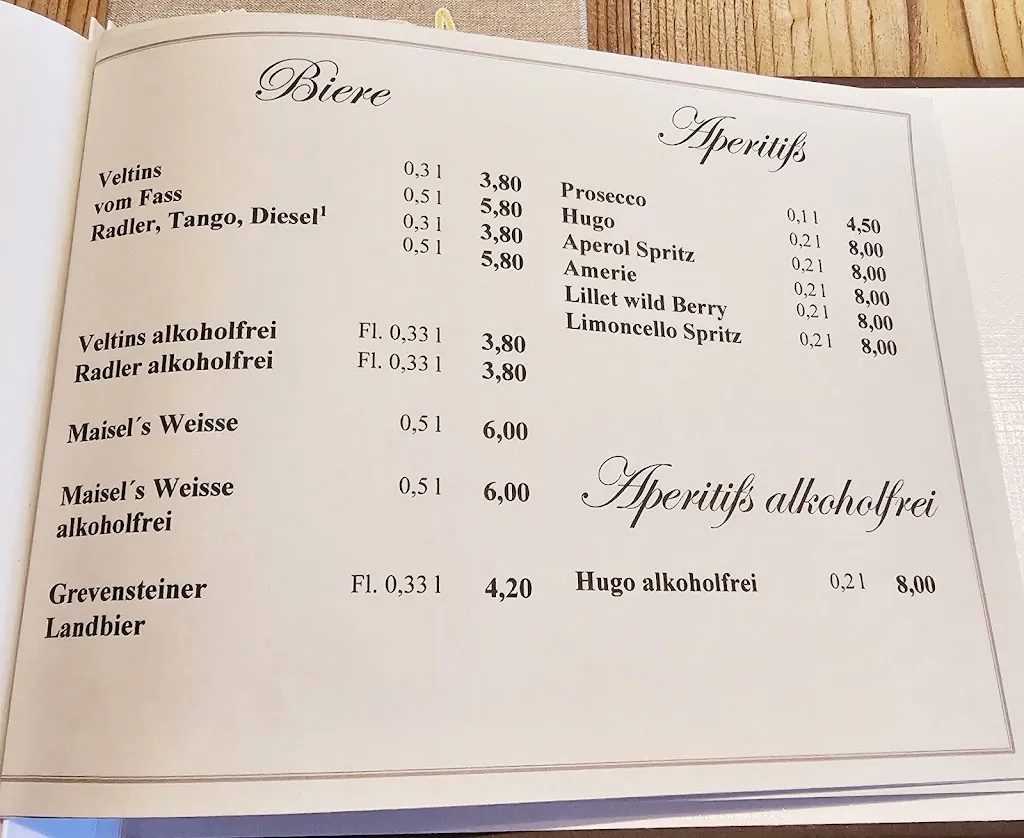 Biere
Veltins 0,3 l 3,80
vom Fass 0,5 l 5,80
Radler, Tango, Diesel¹ 0,3 l 3,80
0,5 l 5,80
Veltins alkoholfrei Fl. 0,33 l 3,80
Radler alkoholfrei Fl. 0,33 l 3,80
Maisel´s Weisse 0,5 l 6,00
Maisel´s Weisse 0,5 l 6,00
alkoholfrei
Grevensteiner Fl. 0,33 l 4,20
Landbier
Aperitifs
Prosecco 0,1 l 4,50
Hugo 0,2 l 8,00
Aperol Spritz 0,2 l 8,00
Amerie 0,2 l 8,00
Lillet wild Berry 0,2 l 8,00
Limoncello Spritz 0,2 l 8,00
Aperitifs alkoholfrei
Hugo alkoholfrei 0,2 l 8,00